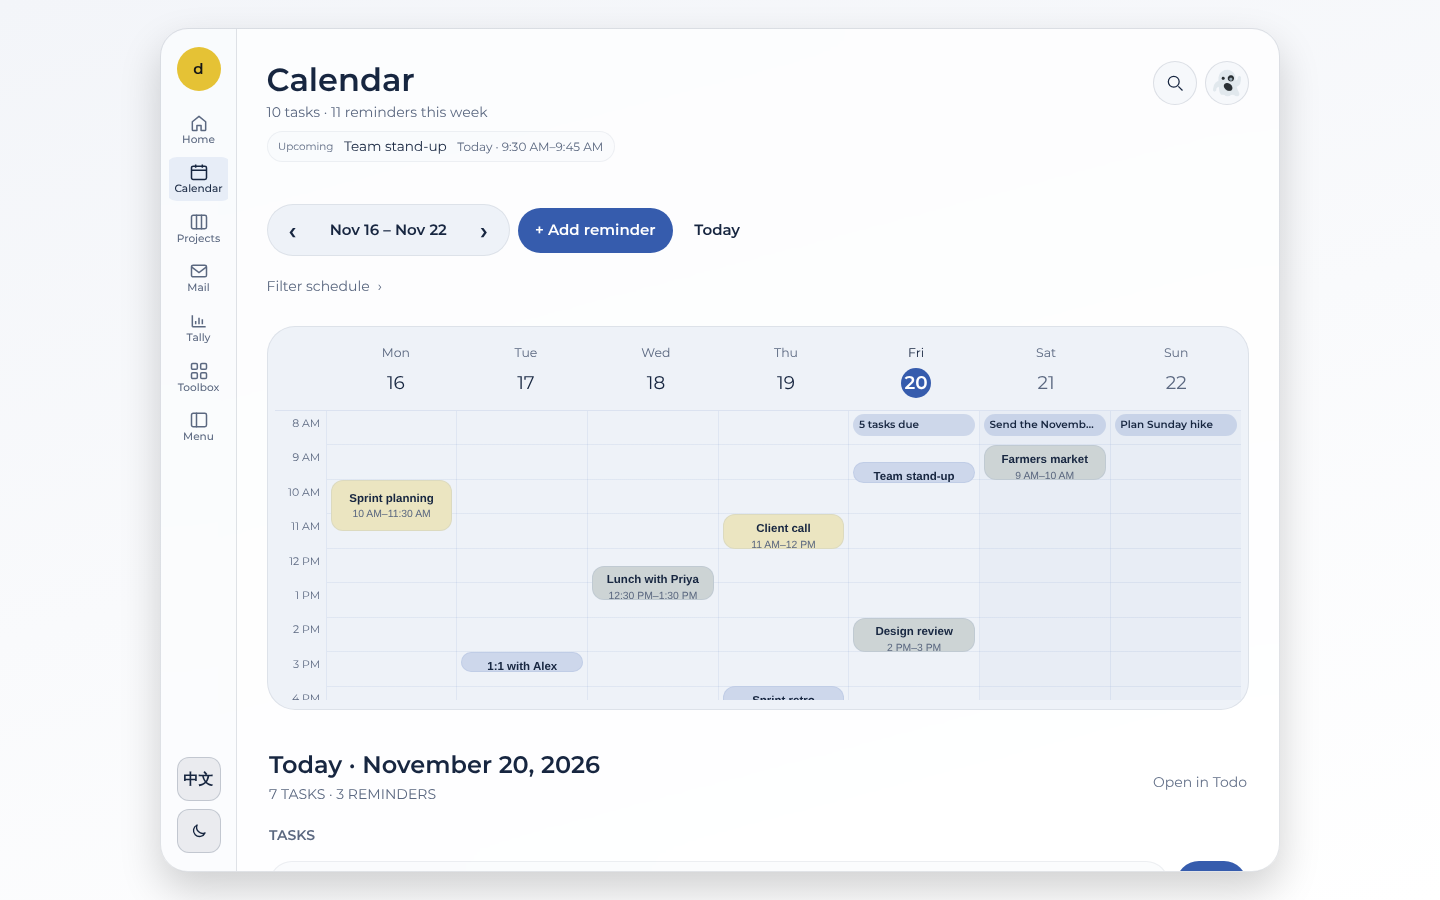 d
Home
Calendar
Projects
Mail
Tally
Toolbox
Menu
中文
Calendar
10 tasks · 11 reminders this week
Upcoming Team stand-up Today · 9:30 AM–9:45 AM
‹ Nov 16 – Nov 22 › + Add reminder Today
Filter schedule ›
Mon Tue Wed Thu Fri Sat Sun
16 17 18 19 20 21 22
8 AM
5 tasks due
Send the Novemb...
Plan Sunday hike
9 AM
Farmers market
9 AM–10 AM
Team stand-up
10 AM
Sprint planning
10 AM–11:30 AM
11 AM
Client call
11 AM–12 PM
12 PM
Lunch with Priya
12:30 PM–1:30 PM
1 PM
2 PM
Design review
2 PM–3 PM
3 PM
1:1 with Alex
4 PM
Sprint retro
Today · November 20, 2026
7 TASKS · 3 REMINDERS
Open in Todo
TASKS